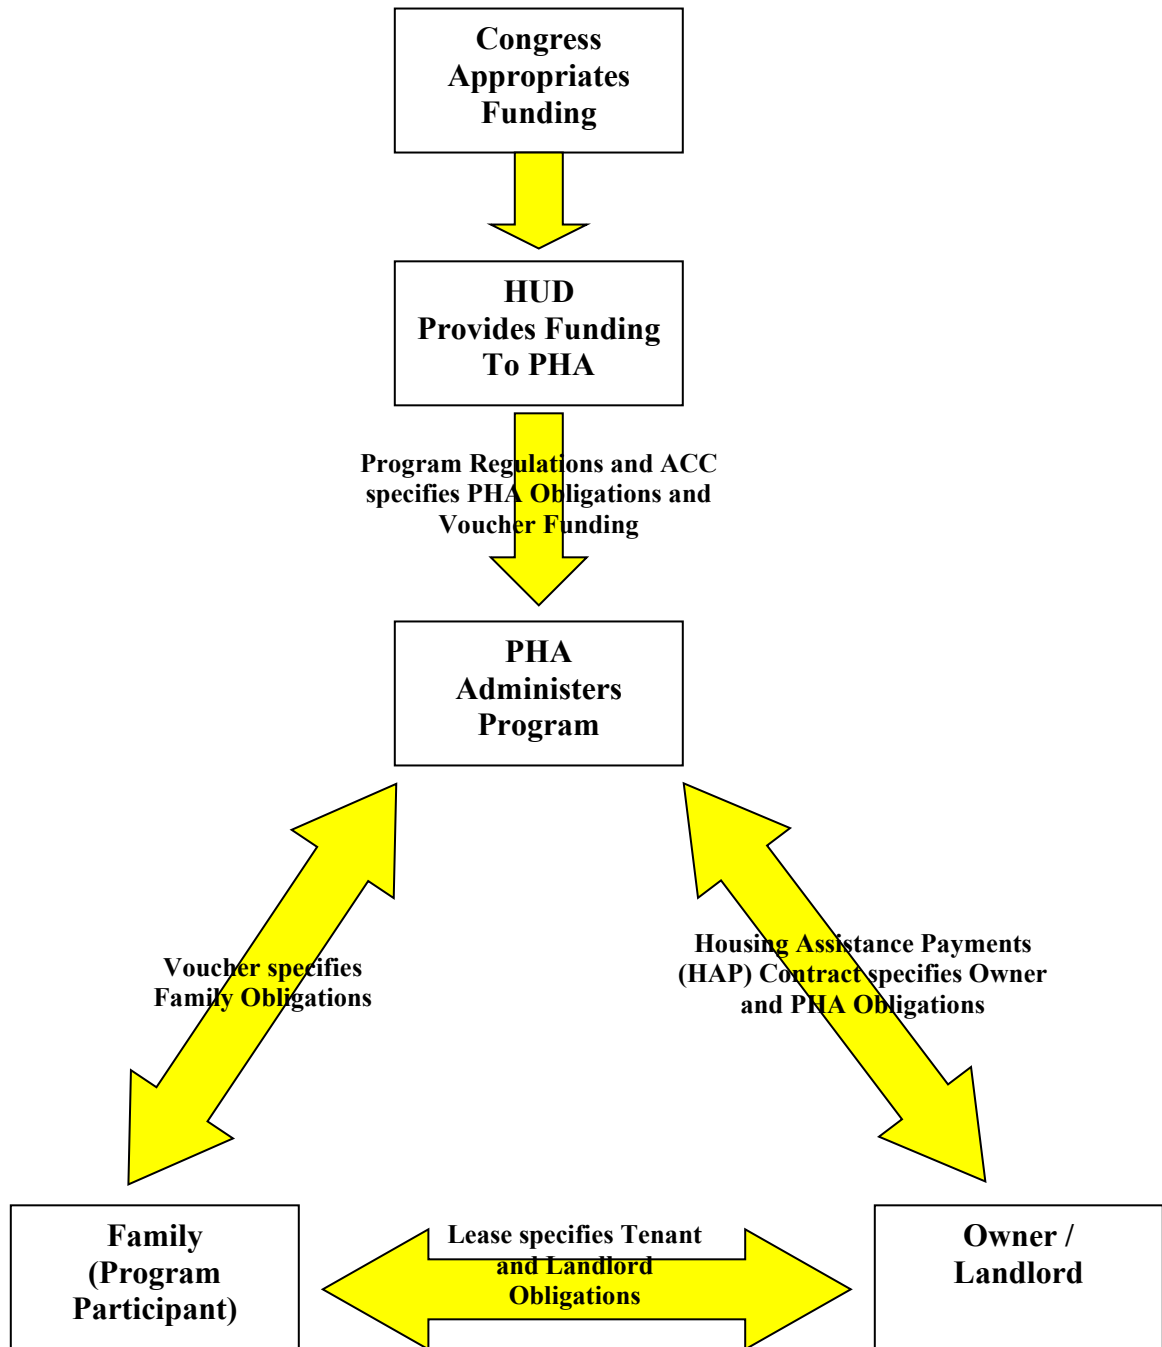 Congress
Appropriates
Funding
HUD
Provides Funding
To PHA
Program Regulations and ACC
specifies PHA Obligations and
Voucher Funding
PHA
Administers
Program
Voucher specifies
Family Obligations
Housing Assistance Payments
(HAP) Contract specifies Owner
and PHA Obligations
Family
(Program
Participant)
Lease specifies Tenant
and Landlord
Obligations
Owner /
Landlord